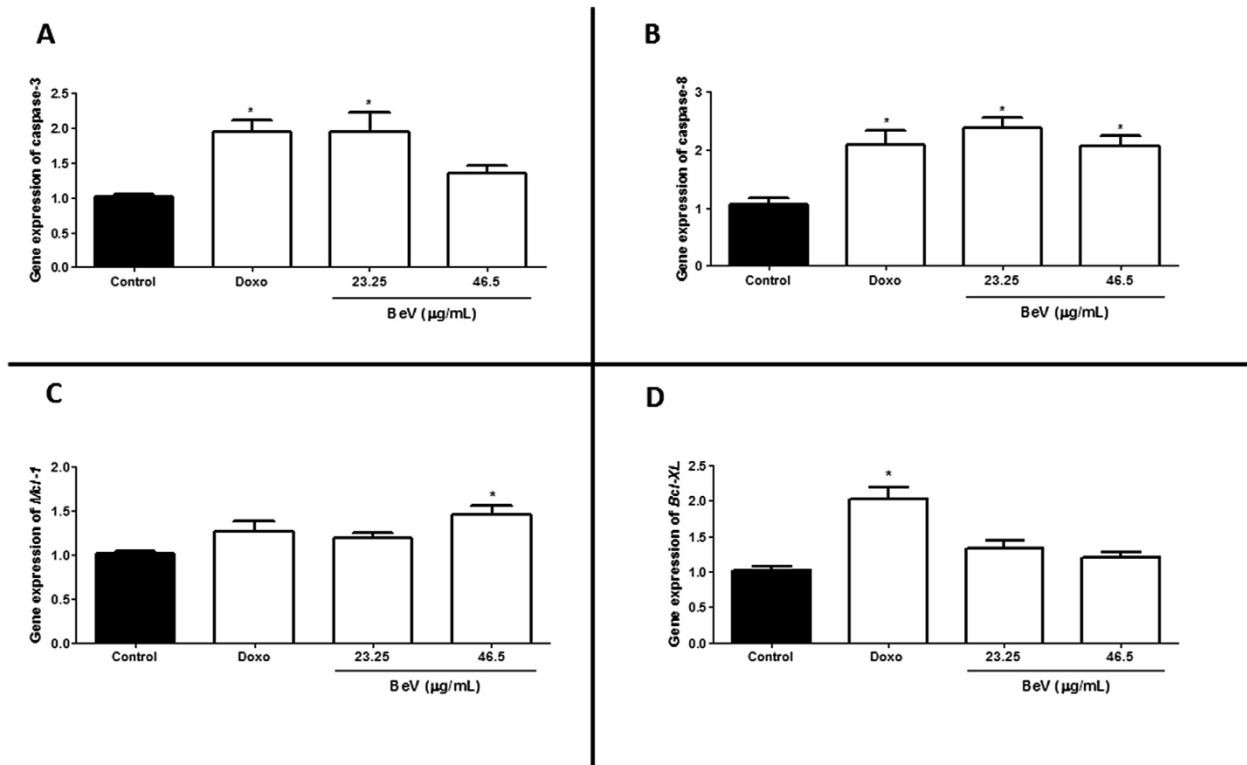 A
Gene expression of caspase-3
2.5
2.0
1.5
1.0
0.5
0.0
*
*
Control
Doxo
23.25
46.5
BeV (μg/mL)
B
Gene expression of caspase-8
3
2
1
0
*
*
*
Control
Doxo
23.25
46.5
BeV (μg/mL)
C
Gene expression of Mcl-1
2.0
1.5
1.0
0.5
0.0
*
Control
Doxo
23.25
46.5
BeV (μg/mL)
D
Gene expression of Bcl-XL
2.5
2.0
1.5
1.0
0.5
0.0
*
Control
Doxo
23.25
46.5
BeV (μg/mL)